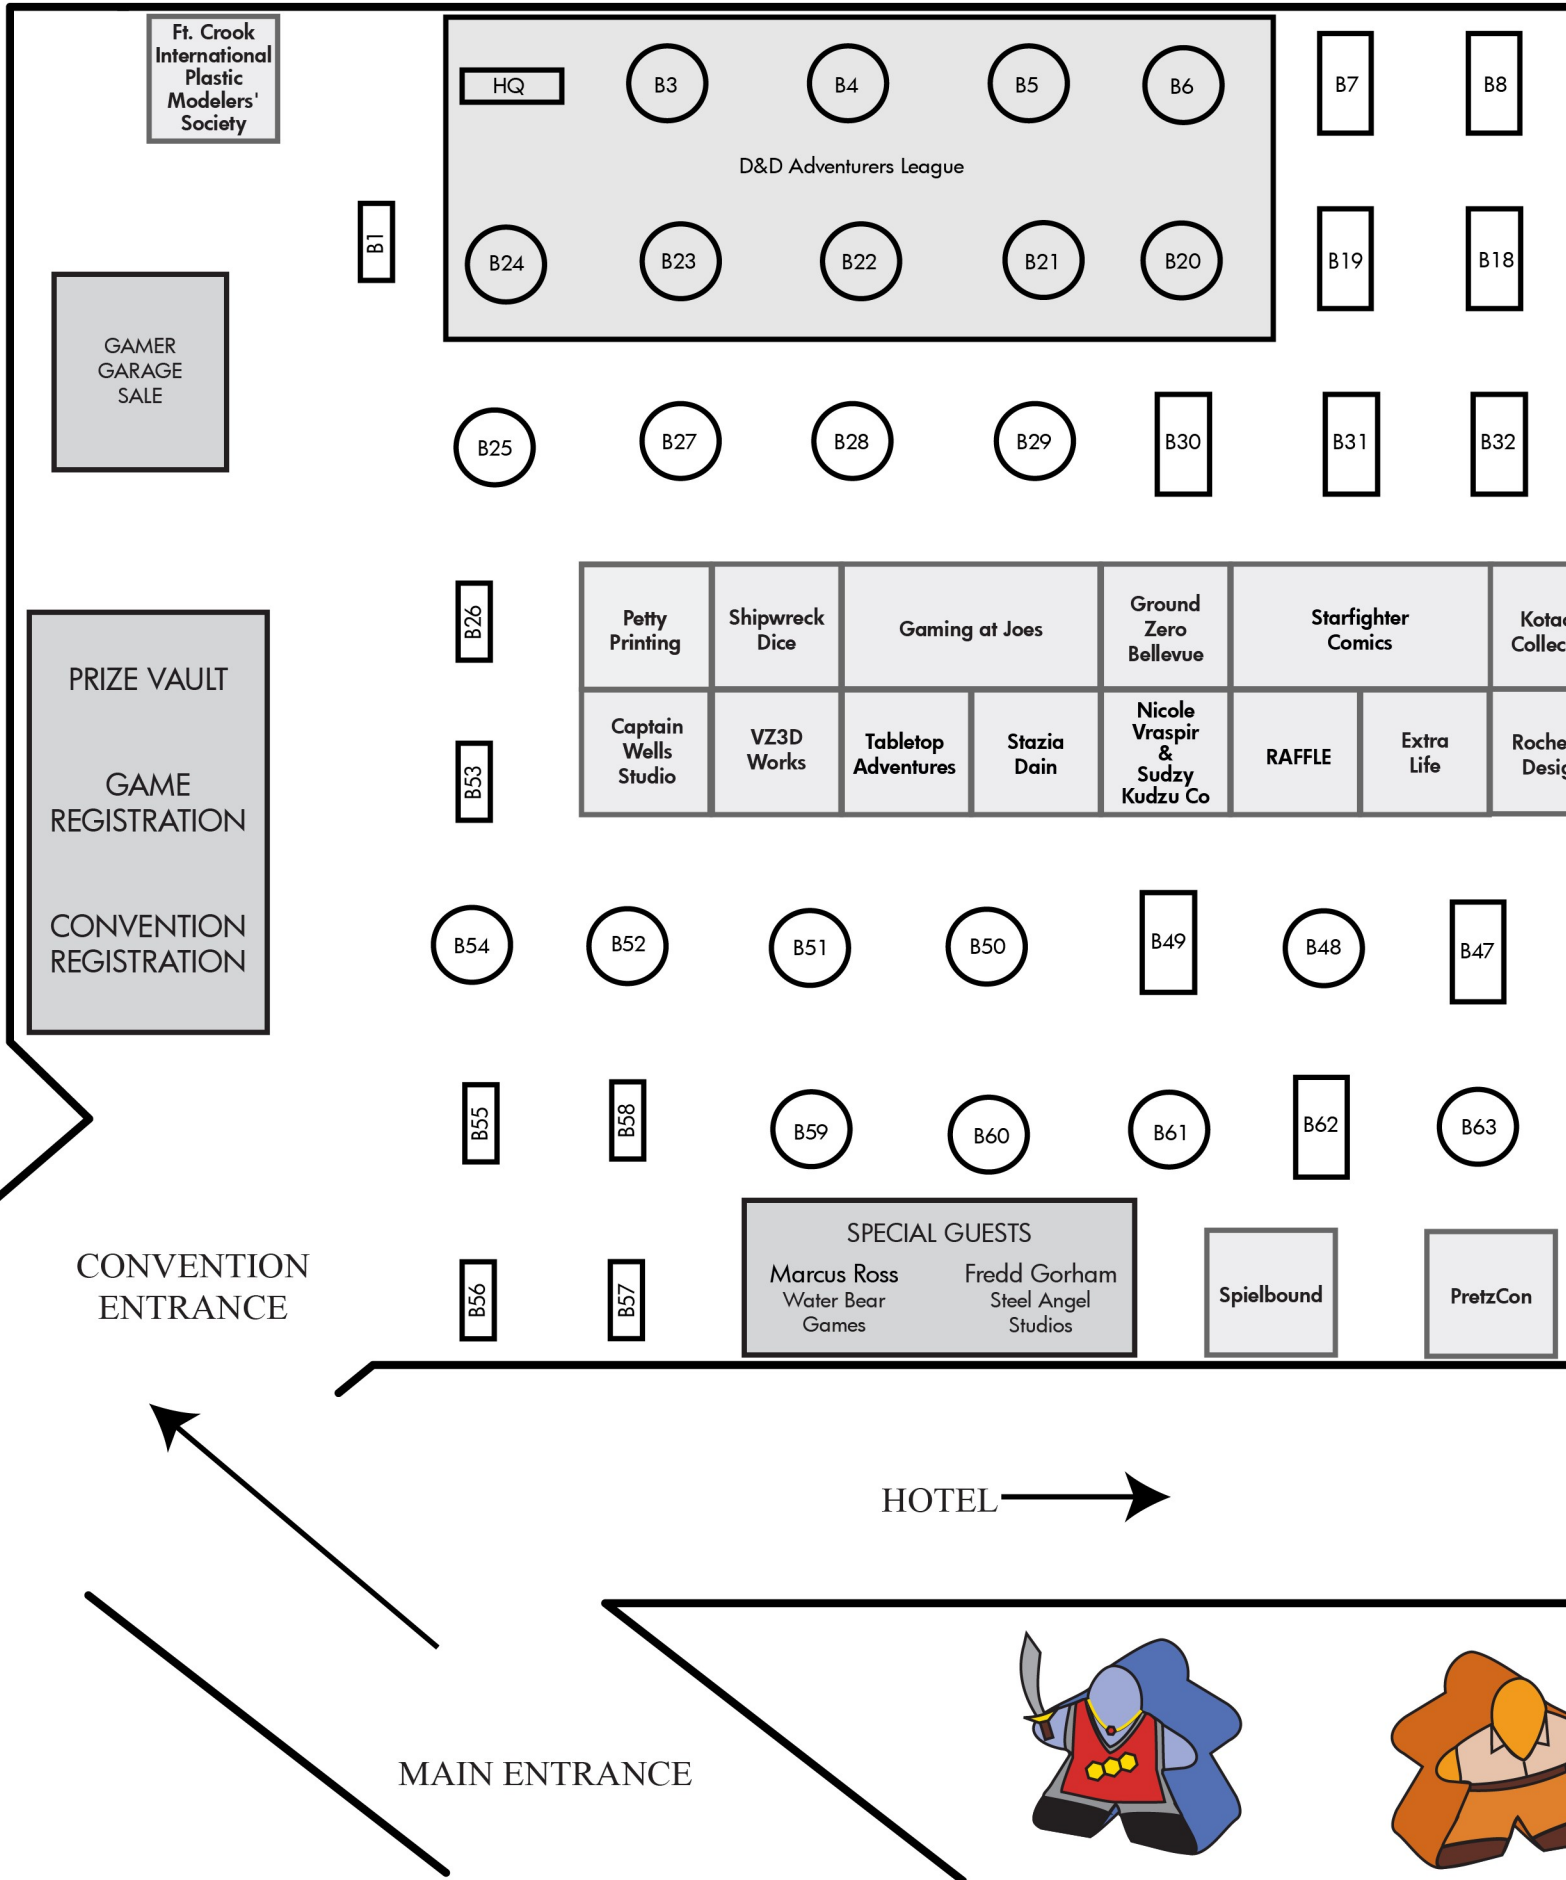 Ft. Crook
International
Plastic
Modelers'
Society
HQ
B3
B4
B5
B6
B7
B8
D&D Adventurers League
B1
B24
B23
B22
B21
B20
B19
B18
GAMER
GARAGE
SALE
B25
B27
B28
B29
B30
B31
B32
B26
Petty
Printing
Shipwreck
Dice
Gaming at Joes
Ground
Zero
Bellevue
Starfighter
Comics
PRIZE VAULT
GAME
REGISTRATION
CONVENTION
REGISTRATION
B53
Captain
Wells
Studio
VZ3D
Works
Tabletop
Adventures
Stazia
Dain
Nicole
Vraspir
&
Sudzy
Kudzu Co
RAFFLE
Extra
Life
B54
B52
B51
B50
B49
B48
B47
B55
B58
B59
B60
B61
B62
B63
CONVENTION
ENTRANCE
B56
B57
SPECIAL GUESTS
Marcus Ross
Water Bear
Games
Fredd Gorham
Steel Angel
Studios
Spielbound
PretzCon
HOTEL
MAIN ENTRANCE